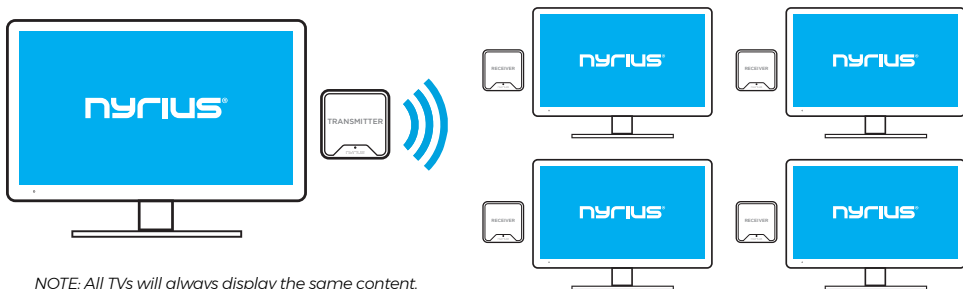 nyrius®
TRANSMITTER
nyrius
RECEIVER
nyrius®
RECEIVER
nyrius®
RECEIVER
nyrius®
RECEIVER
nyrius®
NOTE: All TVs will always display the same content.